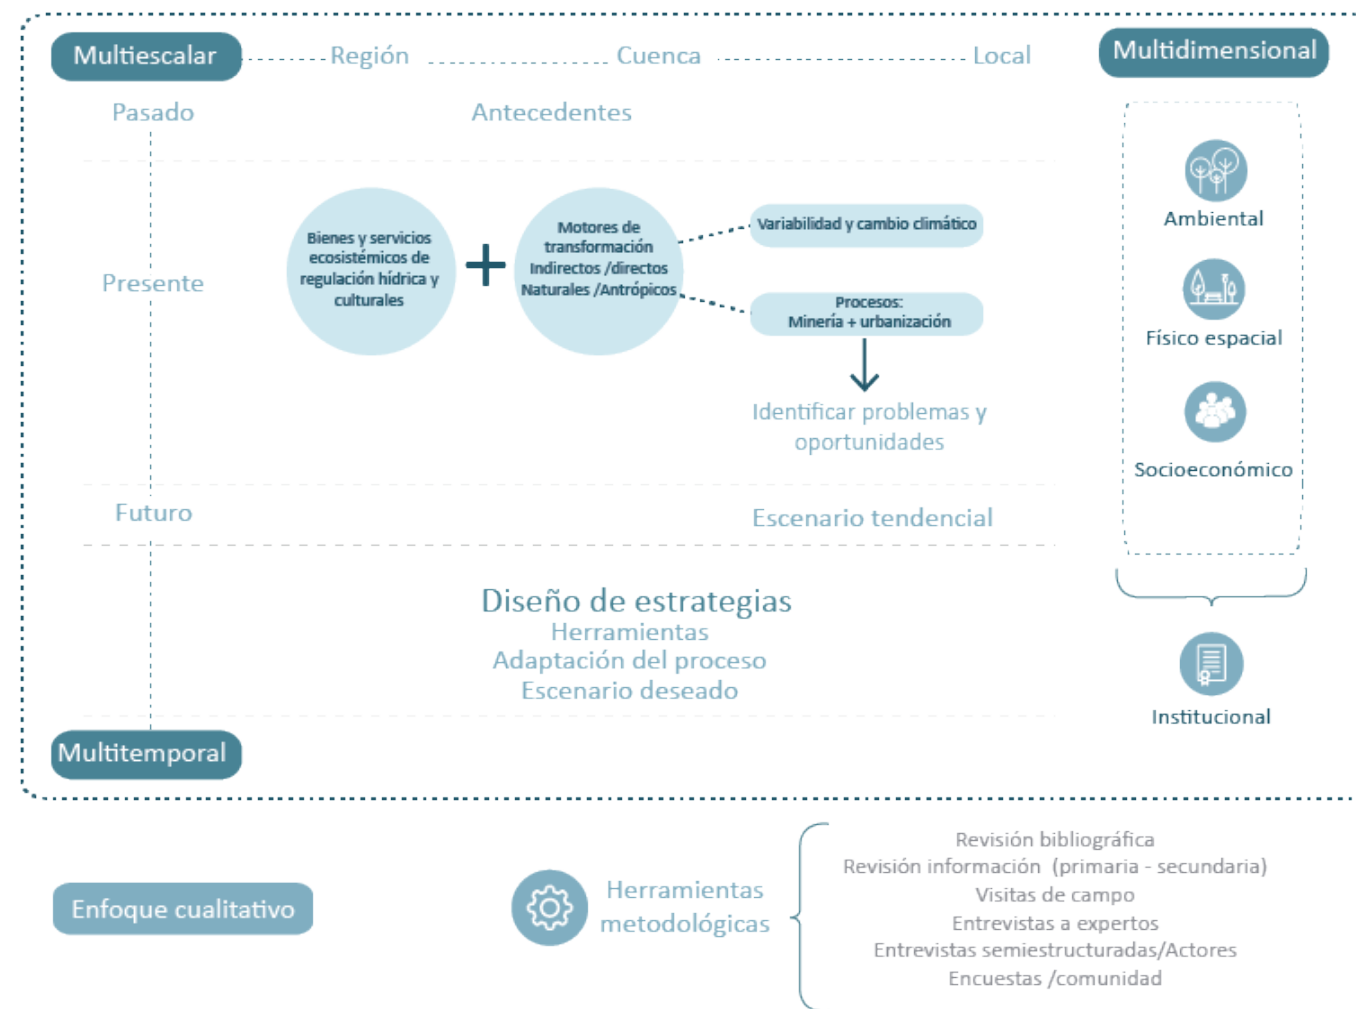 Multiescalar
Región
Cuenca
Local
Multidimensional
Pasado
Antecedentes
Ambiental
Bienes y servicios
ecosistémicos de
regulación hídrica y
culturales
+
Motores de
transformación
Indirectos /directos
Naturales /Antrópicos
Variabilidad y cambio climático
Presente
Procesos:
Minería + urbanización
Físico espacial
Identificar problemas y
oportunidades
Socioeconómico
Futuro
Escenario tendencial
Diseño de estrategias
Herramientas
Adaptación del proceso
Escenario deseado
Institucional
Multitemporal
Enfoque cualitativo
Herramientas
metodológicas
Revisión bibliográfica
Revisión información (primaria - secundaria)
Visitas de campo
Entrevistas a expertos
Entrevistas semiestructuradas/Actores
Encuestas /comunidad